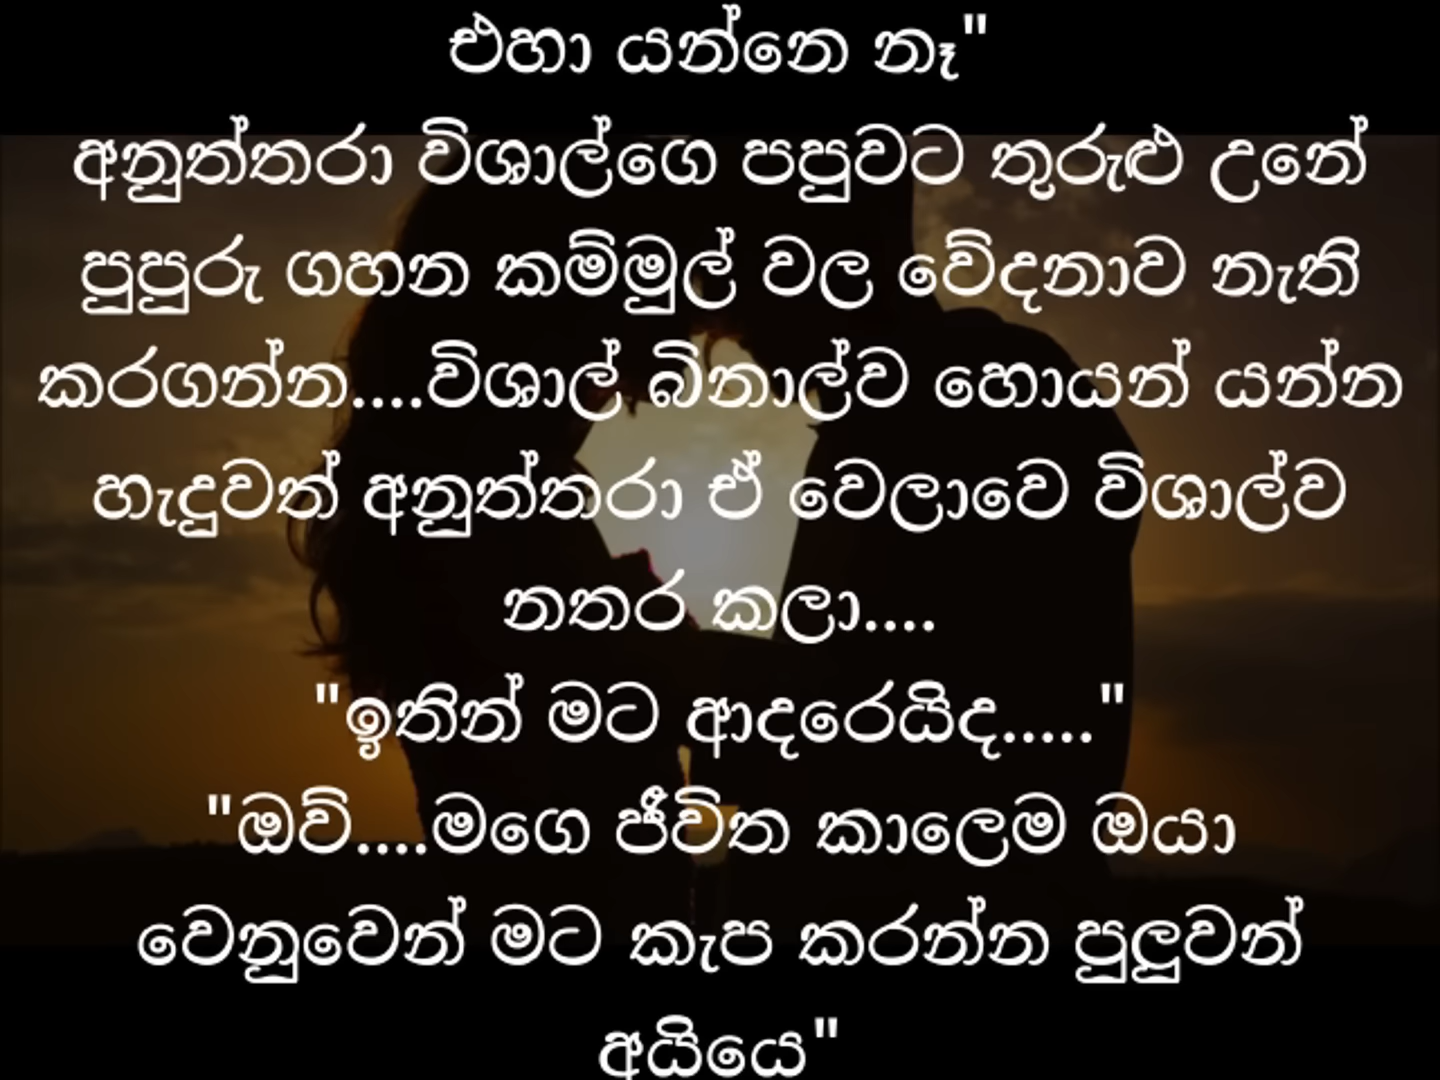 එහා යන්නෙ නෑ"
අනුත්තරා විශාල්ගෙ පපුවට තුරුළු උනේ
පුපුරු ගහන කම්මුල් වල වේදනාව නැති
කරගන්න....විශාල් බිනාල්ව හොයන් යන්න
හැදුවත් අනුත්තරා ඒ වෙලාවෙ විශාල්ව
නතර කලා....
"ඉතින් මට ආදරෙයිද....."
"ඔව්....මගෙ ජීවිත කාලෙම ඔයා
වෙනුවෙන් මට කැප කරන්න පුලුවන්
අයියෙ"